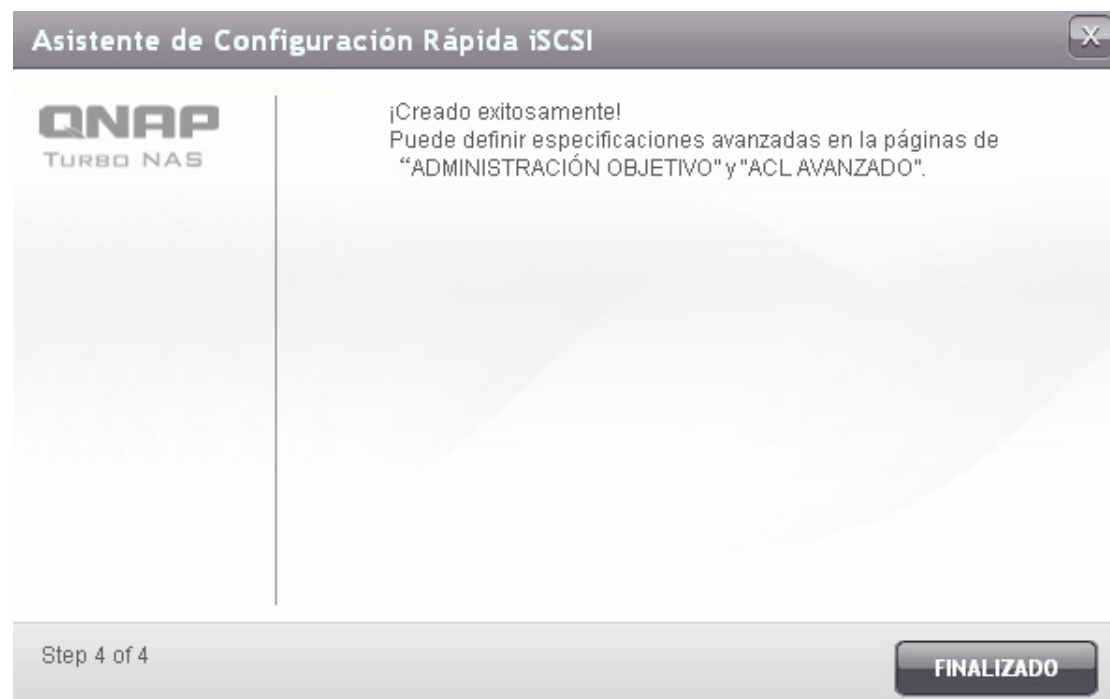 Asistente de Configuración Rápida iSCSI
X
QNAP
TURBO NAS
¡Creado exitosamente!
Puede definir especificaciones avanzadas en la páginas de
“ADMINISTRACIÓN OBJETIVO" y "ACL AVANZADO".
Step 4 of 4
FINALIZADO